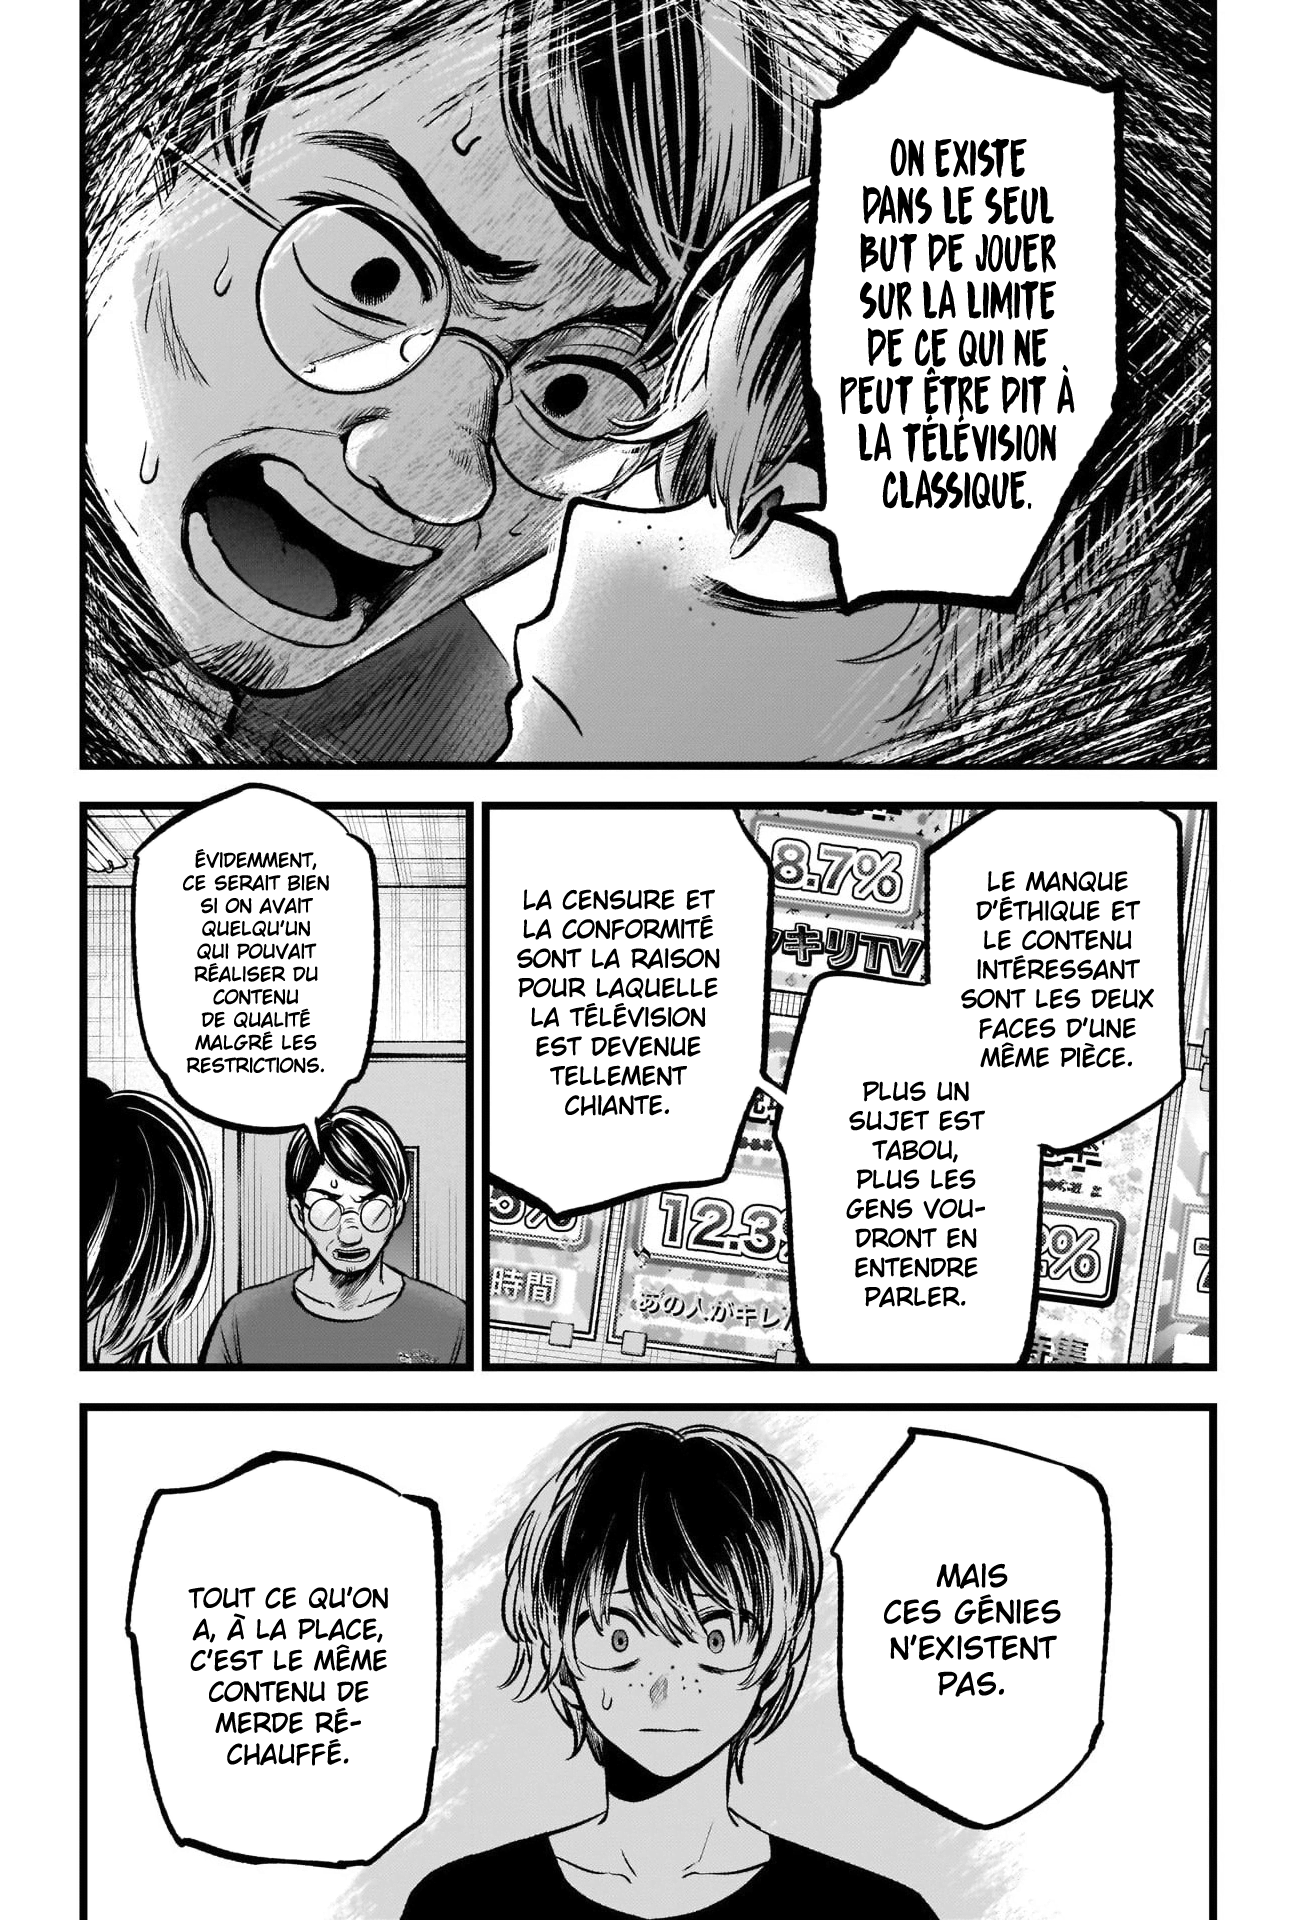 ON EXISTE
DANS LE SEUL
BUT DE JOUER
SUR LA LIMITE
DE CE QUI NE
PEUT ÊTRE DIT À
LA TÉLÉVISION
CLASSIQUE.
LE MANQUE
D'ÉTHIQUE ET
LE CONTENU
INTÉRESSANT
SONT LES DEUX
FACES D'UNE
MÊME PIÈCE.
PLUS UN
SUJET EST
TABOU,
PLUS LES
GENS VOU-
DRONT EN
ENTENDRE
PARLER.
8.7%
ッキリTV
12.3
%
時間
あの人がキレ
特集
LA CENSURE ET
LA CONFORMITÉ
SONT LA RAISON
POUR LAQUELLE
LA TÉLÉVISION
EST DEVENUE
TELLEMENT
CHIANTE.
ÉVIDEMMENT,
CE SERAIT BIEN
SI ON AVAIT
QUELQU'UN
QUI POUVAIT
RÉALISER DU
CONTENU
DE QUALITÉ
MALGRÉ LES
RESTRICTIONS.
MAIS
CES GÉNIES
N'EXISTENT
PAS.
TOUT CE QU'ON
A, À LA PLACE,
C'EST LE MÊME
CONTENU DE
MERDE RÉ-
CHAUFFÉ.